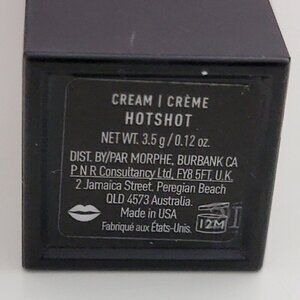 CREAM | CRÈME
HOTSHOT
NET WT. 3.5 g / 0.12 oz.
DIST. BY/PAR MORPHE, BURBANK CA
P N R Consultancy Ltd, FY8 5FT, U.K.
2 Jamaica Street. Peregian Beach
QLD 4573 Australia.
Made in USA
Fabriqué aux États-Unis.
12M